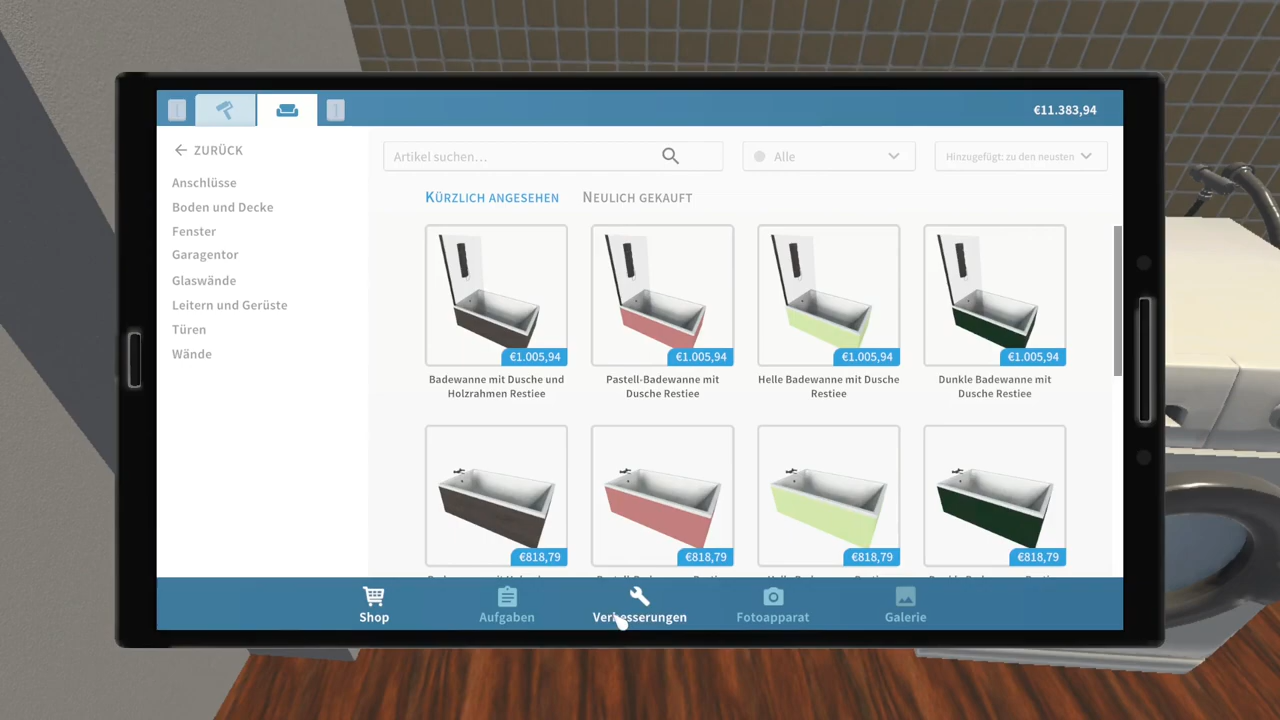 €11.383,94
ZURÜCK
Artikel suchen...
Alle
Hinzugefügt: zu den neusten
Anschlüsse
Boden und Decke
Fenster
Garagentor
Glaswände
Leitern und Gerüste
Türen
Wände
KÜRZLICH ANGESEHEN
NEULICH GEKAUFT
€1.005,94
€1.005,94
€1.005,94
€1.005,94
Badewanne mit Dusche und
Holzrahmen Restiee
Pastell-Badewanne mit
Dusche Restiee
Helle Badewanne mit Dusche
Restiee
Dunkle Badewanne mit
Dusche Restiee
€818,79
€818,79
€818,79
€818,79
Shop
Aufgaben
Verbesserungen
Fotoapparat
Galerie